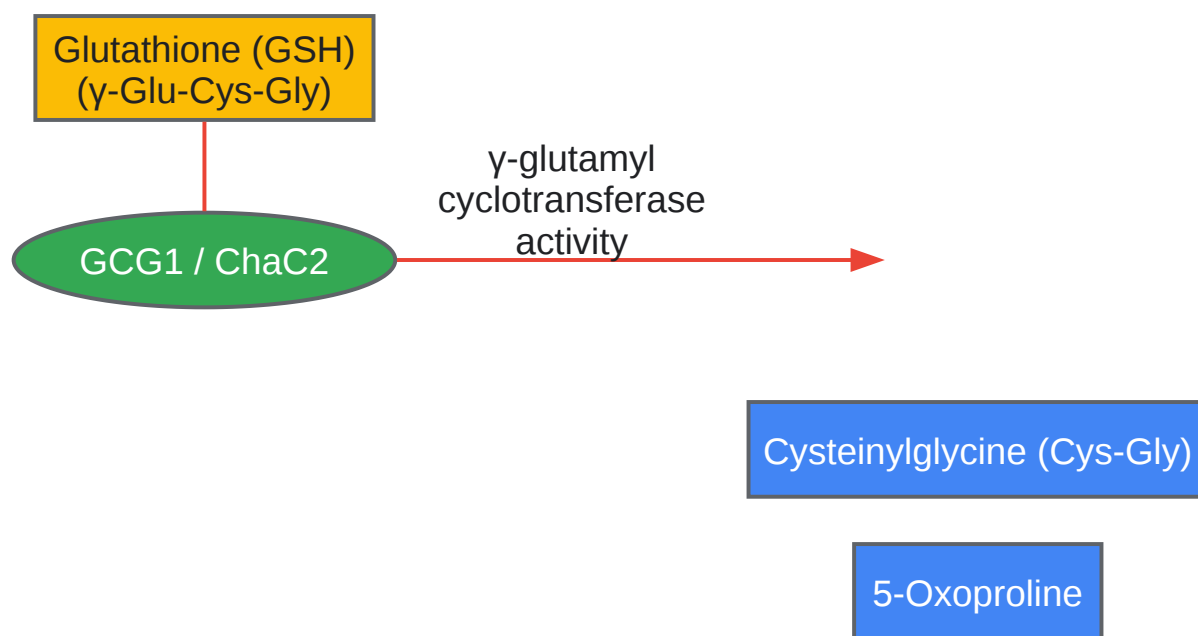 Glutathione (GSH)
(γ-Glu-Cys-Gly)
γ-glutamyl
cyclotransferase
activity
GCG1 / ChaC2
Cysteinylglycine (Cys-Gly)
5-Oxoproline